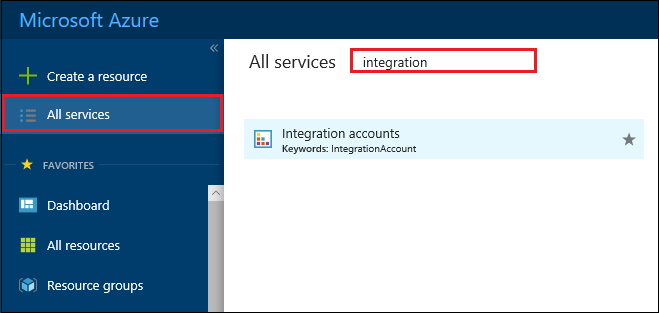 Microsoft Azure
Create a resource
All services
FAVORITES
Dashboard
All resources
Resource groups
All services
integration
Integration accounts
Keywords: IntegrationAccount